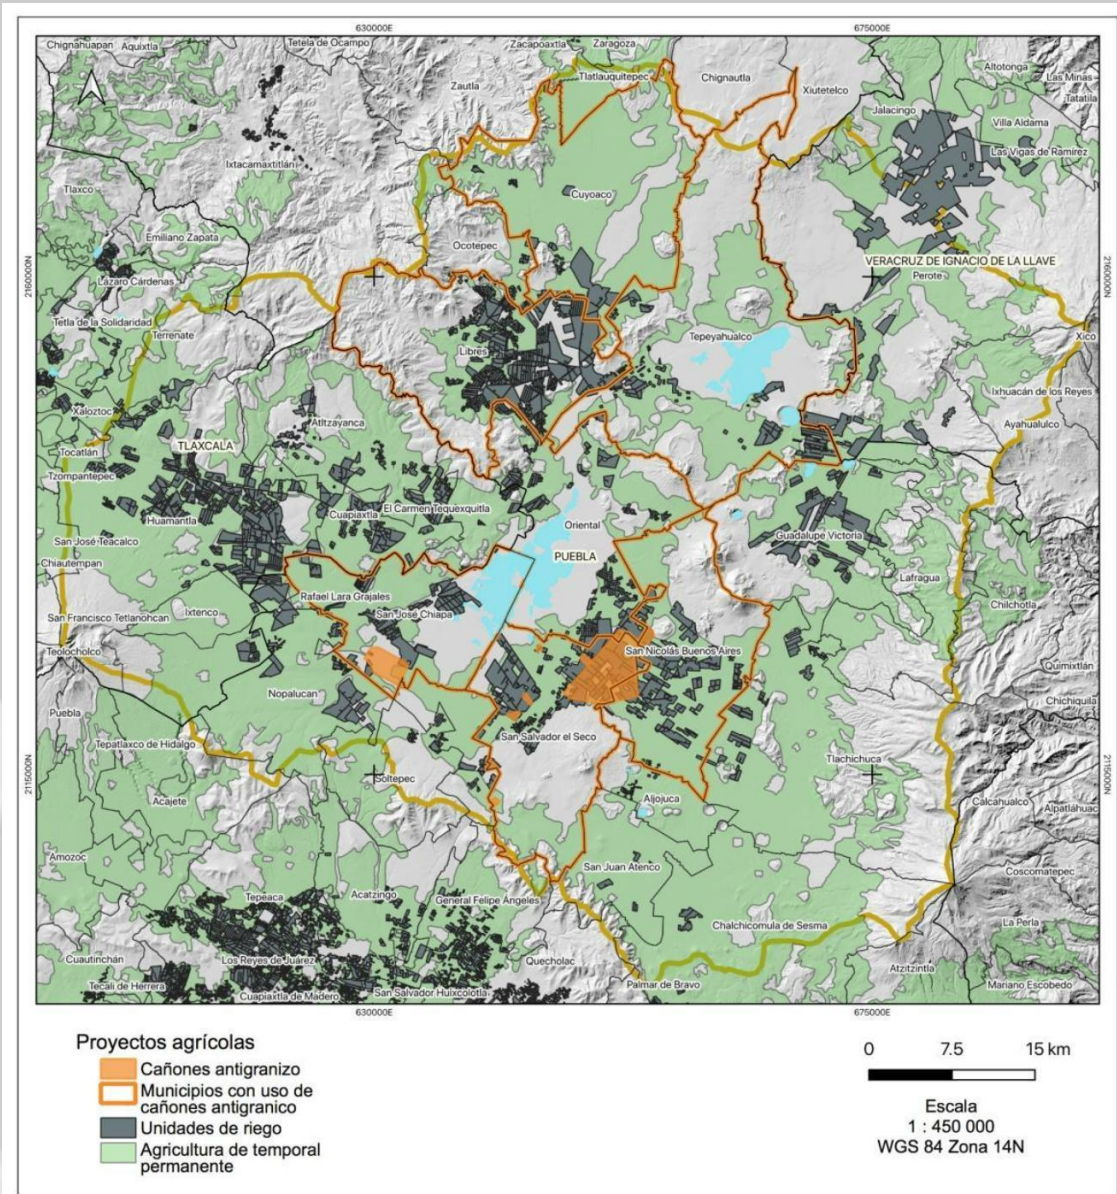 630000E
675000E
Chignahuapan
Aquixtla
Tetela de Ocampo
Zacapoaxtla
Zaragoza
Tlatlauquitepec
Chignautla
Altotonga
Las Minas
Tatatila
Zautla
Xiutetelco
Jalacingo
Villa Aldama
Las Vigas de Ramírez
Ixtacamaxtitlán
Tlaxco
Cuyoaco
Emiliano Zapata
Ocotepec
VERACRUZ DE IGNACIO DE LA LLAVE
Perote
2160000N
2160000N
Lázaro Cárdenas
Tetla de la Solidaridad
Terrenate
Libres
Tepeyahualco
Xico
Ixhuacán de los Reyes
Xaloztoc
Atltzayanca
Ayahualulco
TLAXCALA
Tocatlán
Tzompantepec
Huamantla
Cuapiaxtla
El Carmen Tequexquitla
Oriental
Guadalupe Victoria
San José Teacalco
PUEBLA
Chiautempan
Lafragua
Rafael Lara Grajales
Ixtenco
San José Chiapa
Chilchotla
San Francisco Tetlanohcan
Teolocholco
San Nicolás Buenos Aires
Quimixtlán
Nopalucan
Chichiquila
Puebla
San Salvador el Seco
Tepatlaxco de Hidalgo
Tlachichuca
2115000N
2115000N
Soltepec
Acajete
Aljojuca
Calcahualco
Alpatláhuac
Amozoc
San Juan Atenco
Coscomatepec
Tepeaca
Acatzingo
General Felipe Ángeles
Chalchicomula de Sesma
La Perla
Cuautinchán
Los Reyes de Juárez
Quecholac
Atzitzintla
Tecali de Herrera
Cuapiaxtla de Madero
San Salvador Huixcolotla
Palmar de Bravo
Mariano Escobedo
630000E
675000E
Proyectos agrícolas
Cañones antigranizo
Municipios con uso de
cañones antigranico
Unidades de riego
Agricultura de temporal
permanente
0 7.5 15 km
Escala
1 : 450 000
WGS 84 Zona 14N